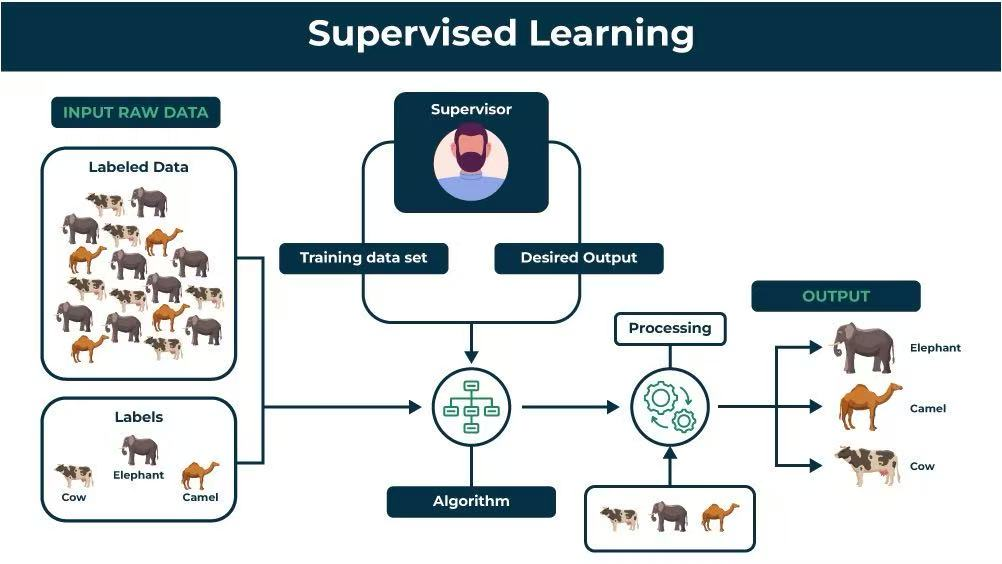 Supervised Learning
INPUT RAW DATA
Labeled Data
Labels
Elephant
Cow
Camel
Supervisor
Training data set
Desired Output
Algorithm
Processing
OUTPUT
Elephant
Camel
Cow